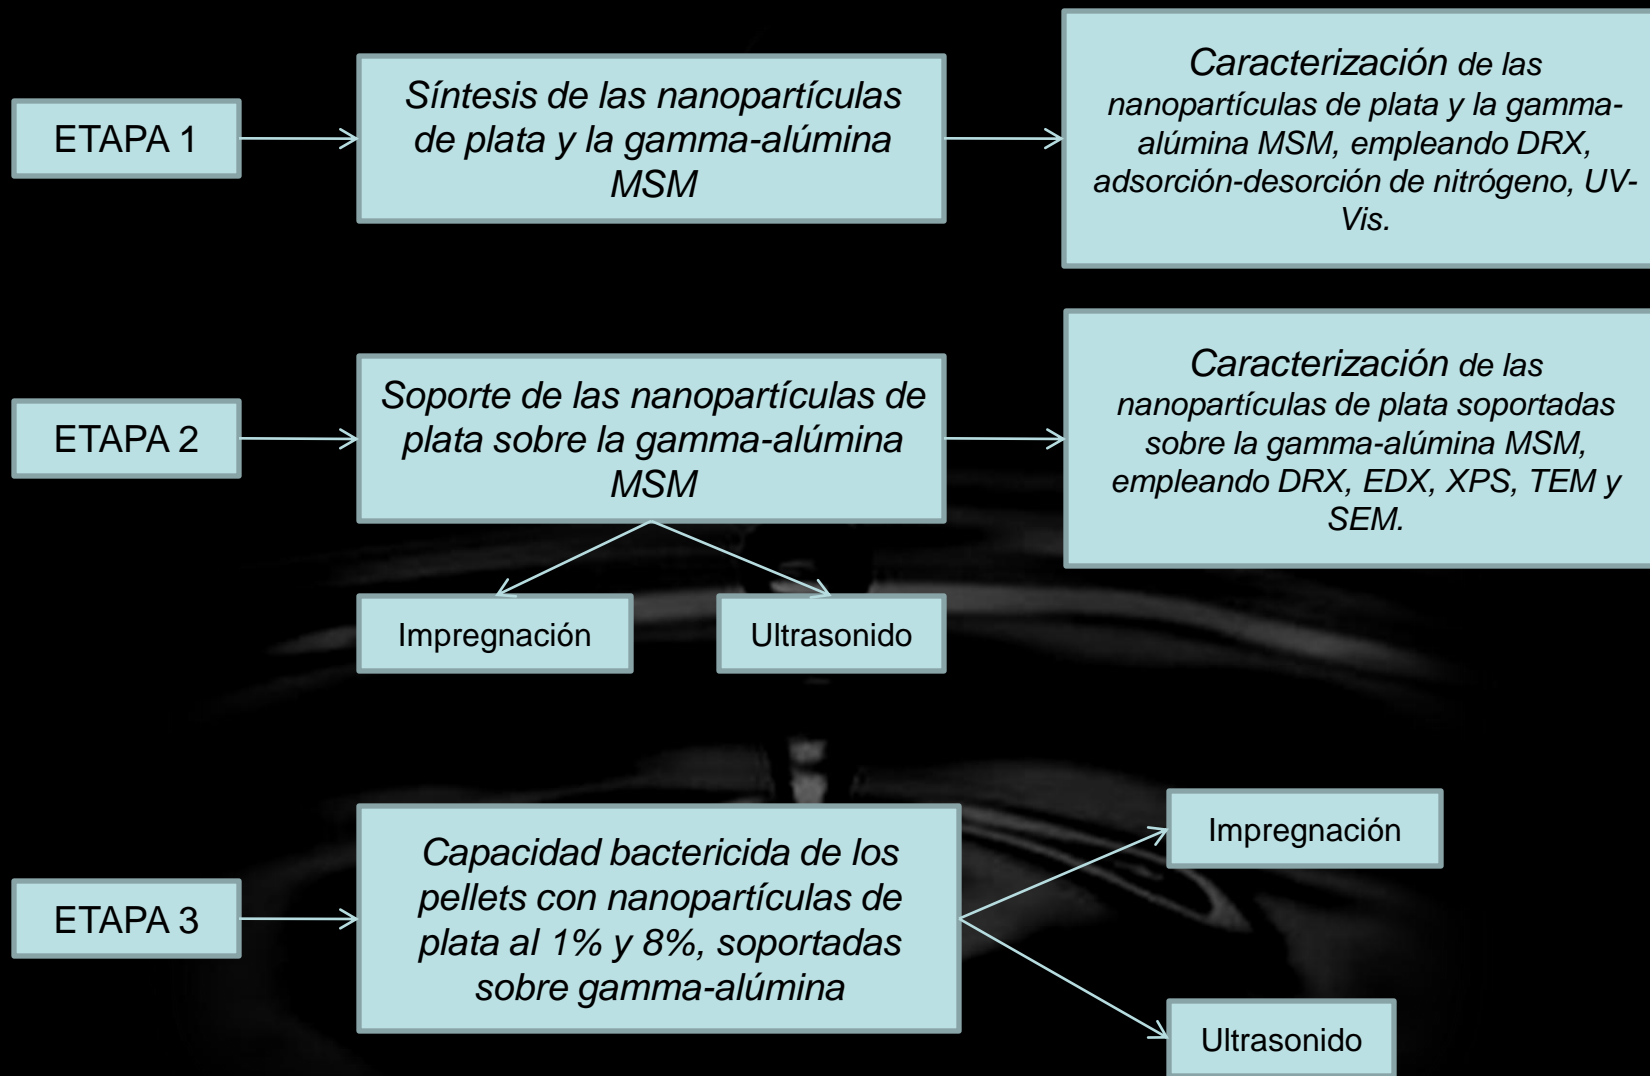 ETAPA 1
Síntesis de las nanopartículas
de plata y la gamma-alúmina
MSM
Caracterización de las
nanopartículas de plata y la gamma-
alúmina MSM, empleando DRX,
adsorción-desorción de nitrógeno, UV-
Vis.
ETAPA 2
Soporte de las nanopartículas de
plata sobre la gamma-alúmina
MSM
Caracterización de las
nanopartículas de plata soportadas
sobre la gamma-alúmina MSM,
empleando DRX, EDX, XPS, TEM y
SEM.
Impregnación
Ultrasonido
ETAPA 3
Capacidad bactericida de los
pellets con nanopartículas de
plata al 1% y 8%, soportadas
sobre gamma-alúmina
Impregnación
Ultrasonido